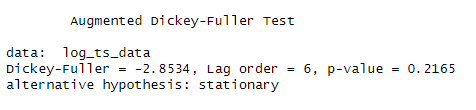 Augmented Dickey-Fuller Test
data:  log_ts_data
Dickey-Fuller = -2.8534, Lag order = 6, p-value = 0.2165
alternative hypothesis: stationary